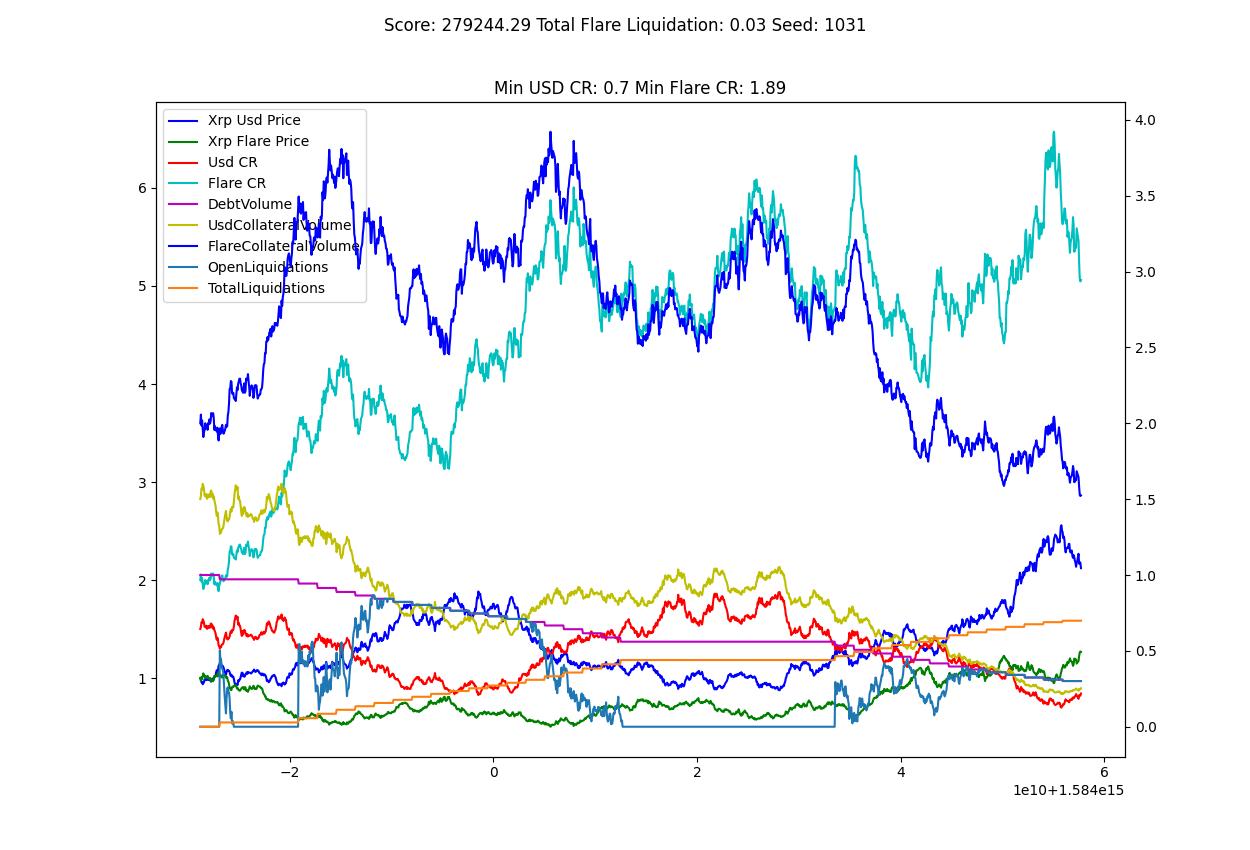 Score: 279244.29 Total Flare Liquidation: 0.03 Seed: 1031
Min USD CR: 0.7 Min Flare CR: 1.89
Xrp Usd Price
Xrp Flare Price
Usd CR
Flare CR
DebtVolume
UsdCollateralVolume
FlareCollateralVolume
OpenLiquidations
TotalLiquidations
6
5
4
3
2
1
4.0
3.5
3.0
2.5
2.0
1.5
1.0
0.5
0.0
−2 0 2 4 6
1e10+1.584e15